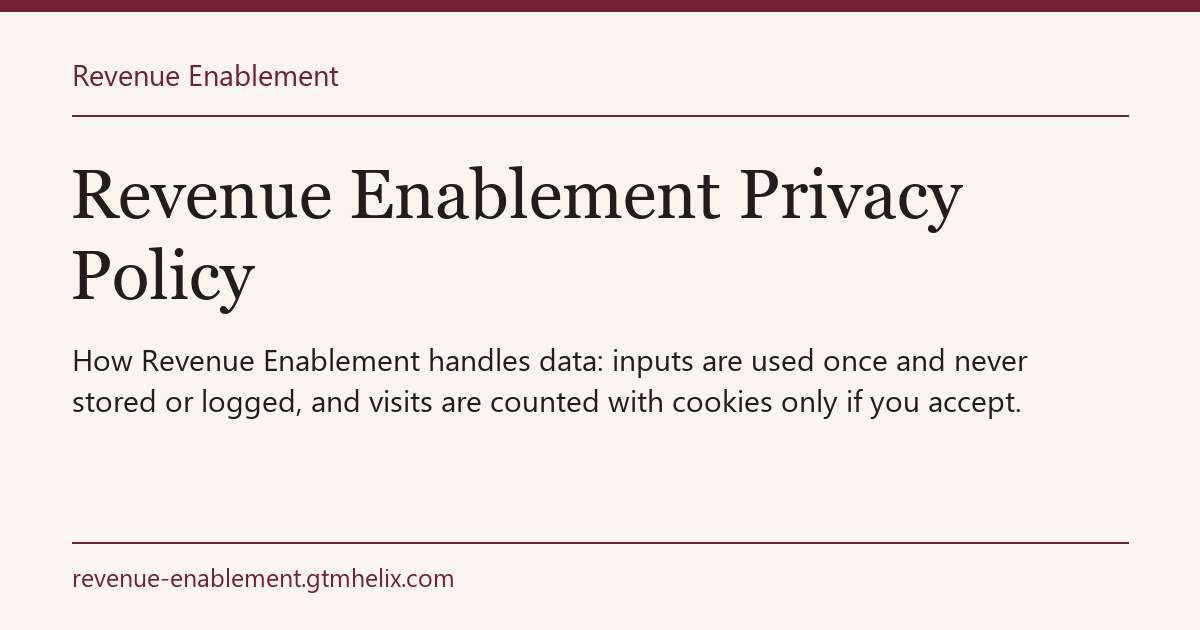 Revenue Enablement
Revenue Enablement Privacy
Policy
How Revenue Enablement handles data: inputs are used once and never
stored or logged, and visits are counted with cookies only if you accept.
revenue-enablement.gtmhelix.com